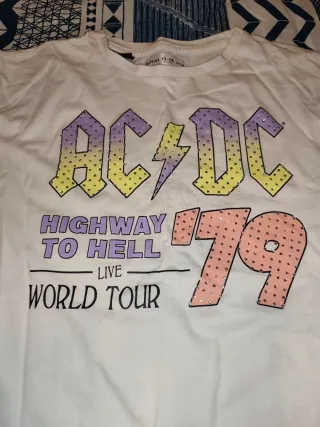 AC⚡DC
HIGHWAY
TO HELL
'79
LIVE
WORLD TOUR